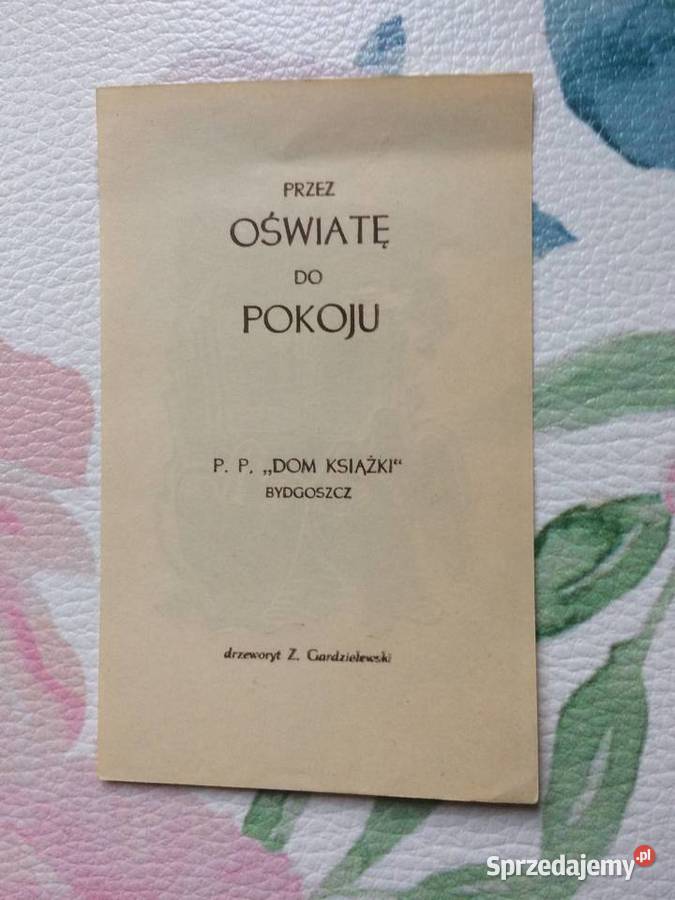 PRZEZ
OŚWIATĘ
DO
POKOJU
P. P. „DOM KSIĄŻKI“
BYDGOSZCZ
drzeworyt Z. Gardzielewski
Sprzedajemy.pl